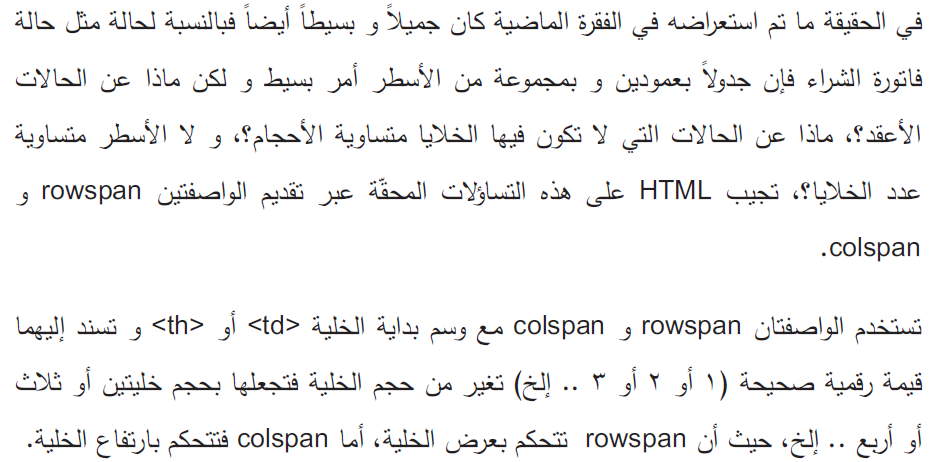 في الحقيقة ما تم استعراضه في الفقرة الماضية كان جميلاً و بسيطاً أيضاً فبالنسبة لحالة مثل حالة
فاتورة الشراء فإن جدولاً بعمودين و بمجموعة من الأسطر أمر بسيط و لكن ماذا عن الحالات
الأعقد؟، ماذا عن الحالات التي لا تكون فيها الخلايا متساوية الأحجام؟، و لا الأسطر متساوية
عدد الخلايا؟، تجيب HTML على هذه التساؤلات المحقّة عبر تقديم الواصفتين rowspan و
colspan.
تستخدم الواصفتان rowspan و colspan مع وسم بداية الخلية <td> أو <th> و تسند إليهما
قيمة رقمية صحيحة (١ أو ٢ أو ٣ .. إلخ) تغير من حجم الخلية فتجعلها بحجم خليتين أو ثلاث
أو أربع .. إلخ، حيث أن rowspan تتحكم بعرض الخلية، أما colspan فتتحكم بارتفاع الخلية.